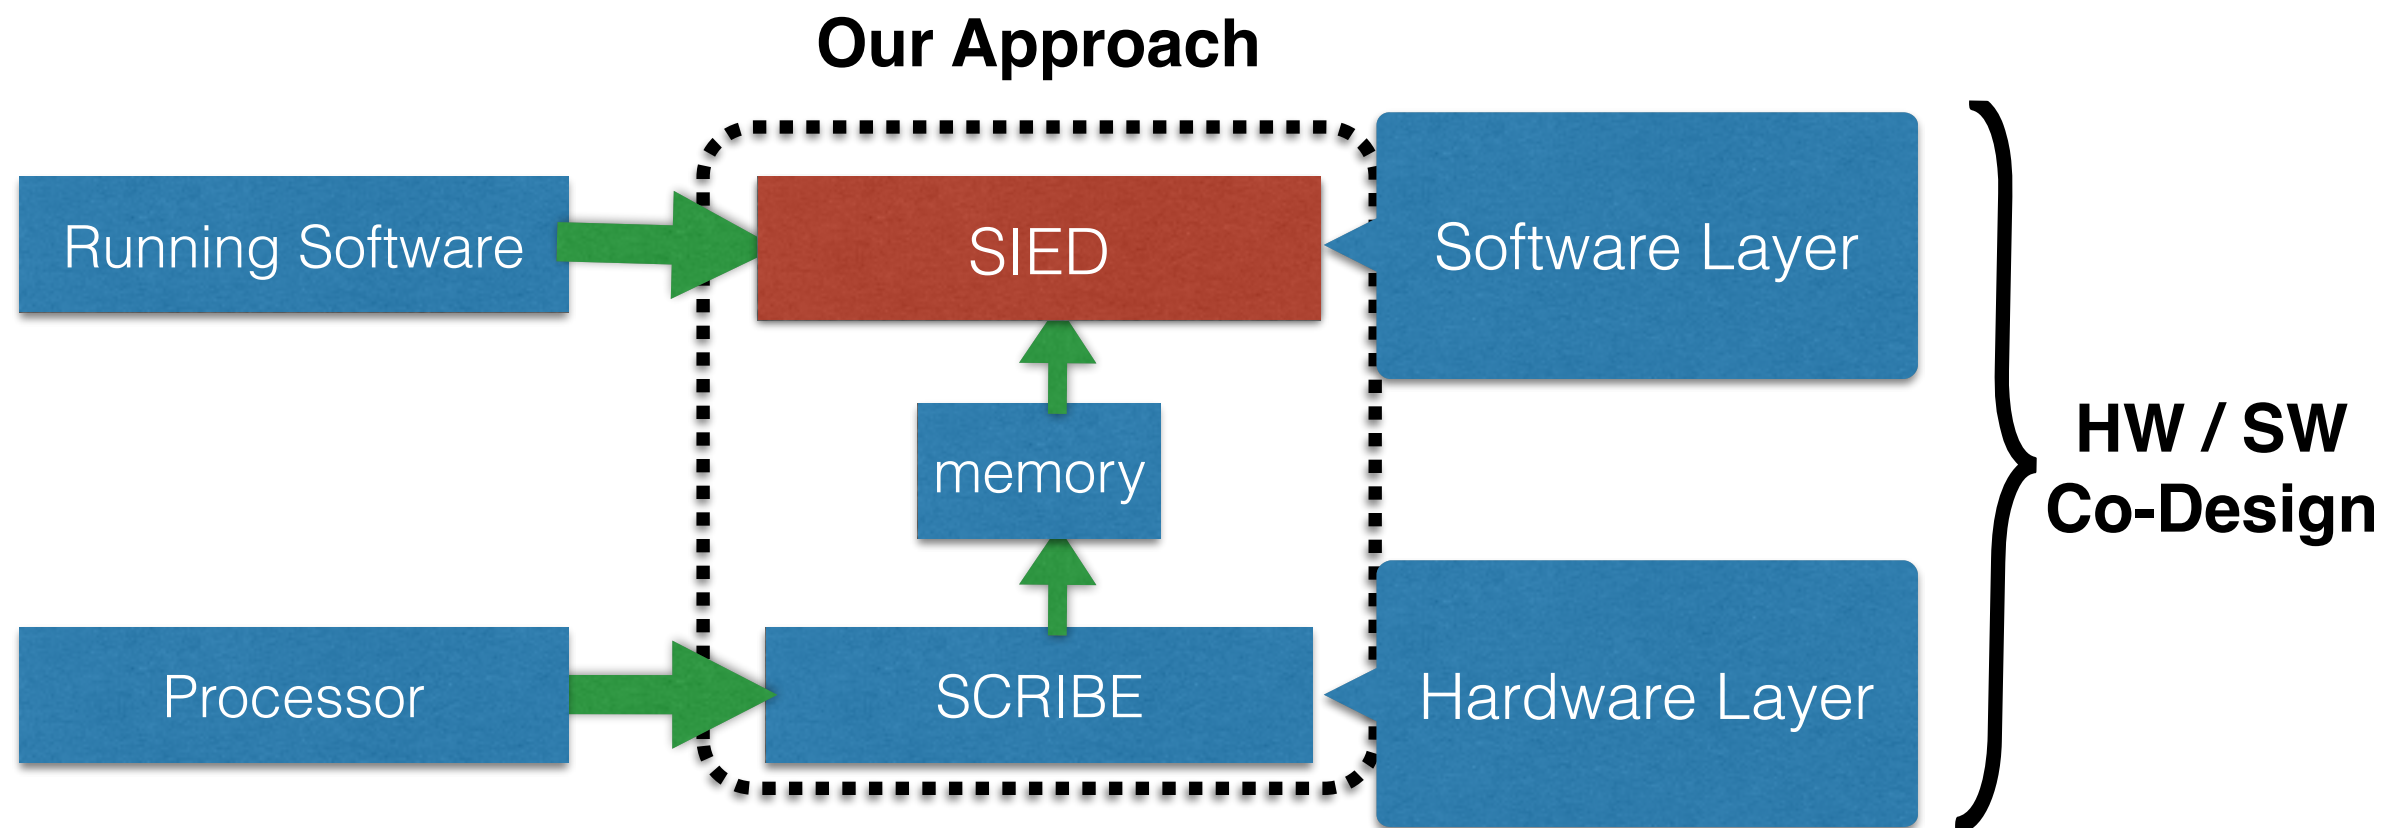 Our Approach
Running Software
SIED
Software Layer
memory
HW / SW
Co-Design
Processor
SCRIBE
Hardware Layer